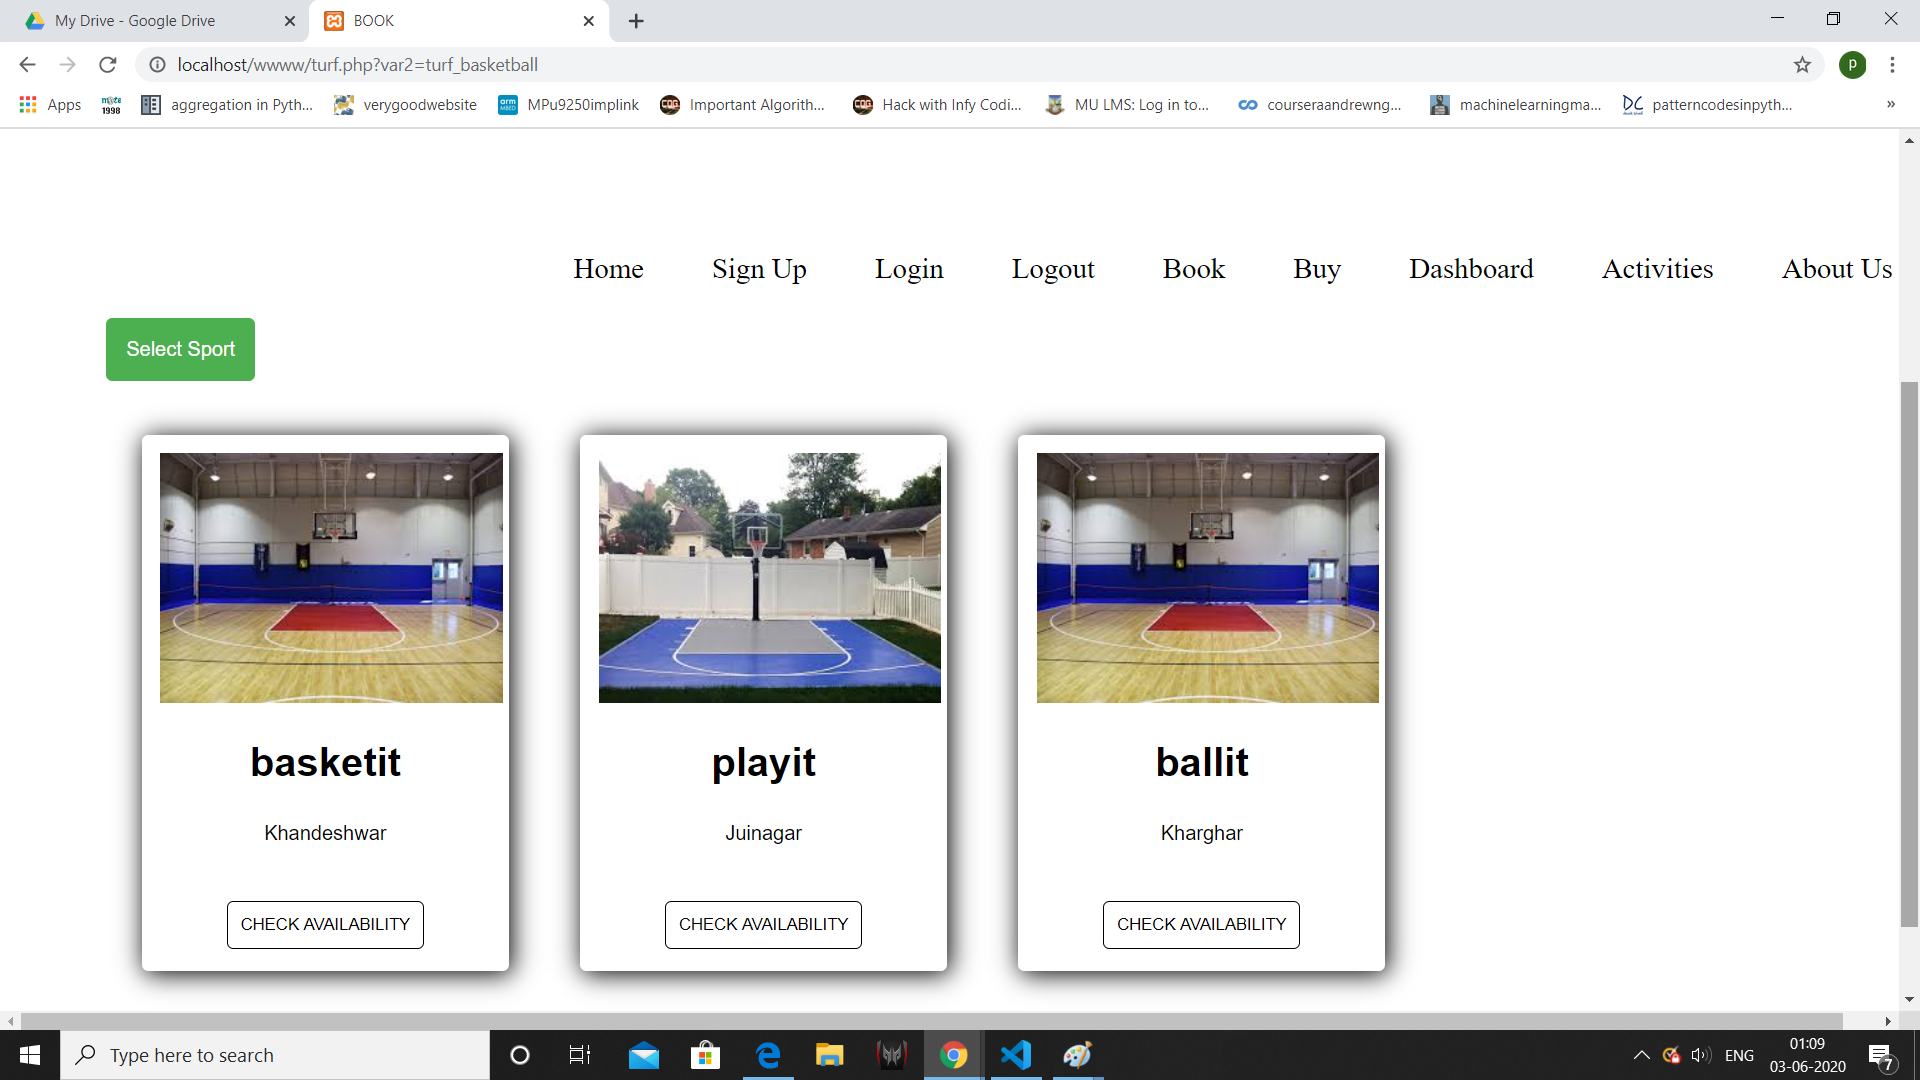 My Drive - Google Drive
BOOK
localhost/wwww/turf.php?var2=turf_basketball
P
Apps
1998
aggregation in Pyth...
verygoodwebsite
arm
MBED
MPu9250implink
Important Algorith...
Hack with Infy Codi...
MU LMS: Log in to...
courseraandrewng...
machinelearningma...
patterncodesinpyth...
»
Home Sign Up Login Logout Book Buy Dashboard Activities About Us
Select Sport
basketit
Khandeshwar
CHECK AVAILABILITY
playit
Juinagar
CHECK AVAILABILITY
ballit
Kharghar
CHECK AVAILABILITY
Type here to search
ENG
01:09
03-06-2020
7